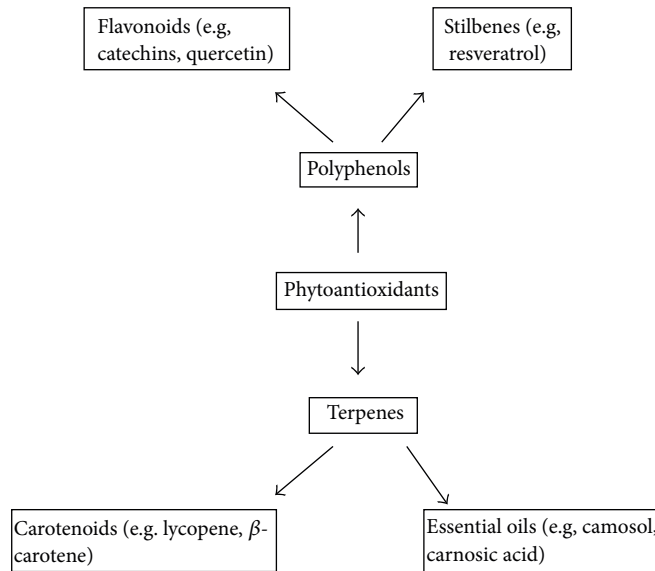 Flavonoids (e.g,
catechins, quercetin)
Stilbenes (e.g,
resveratrol)
Polyphenols
Phytoantioxidants
Terpenes
Carotenoids (e.g. lycopene, β-
carotene)
Essential oils (e.g, camosol,
carnosic acid)